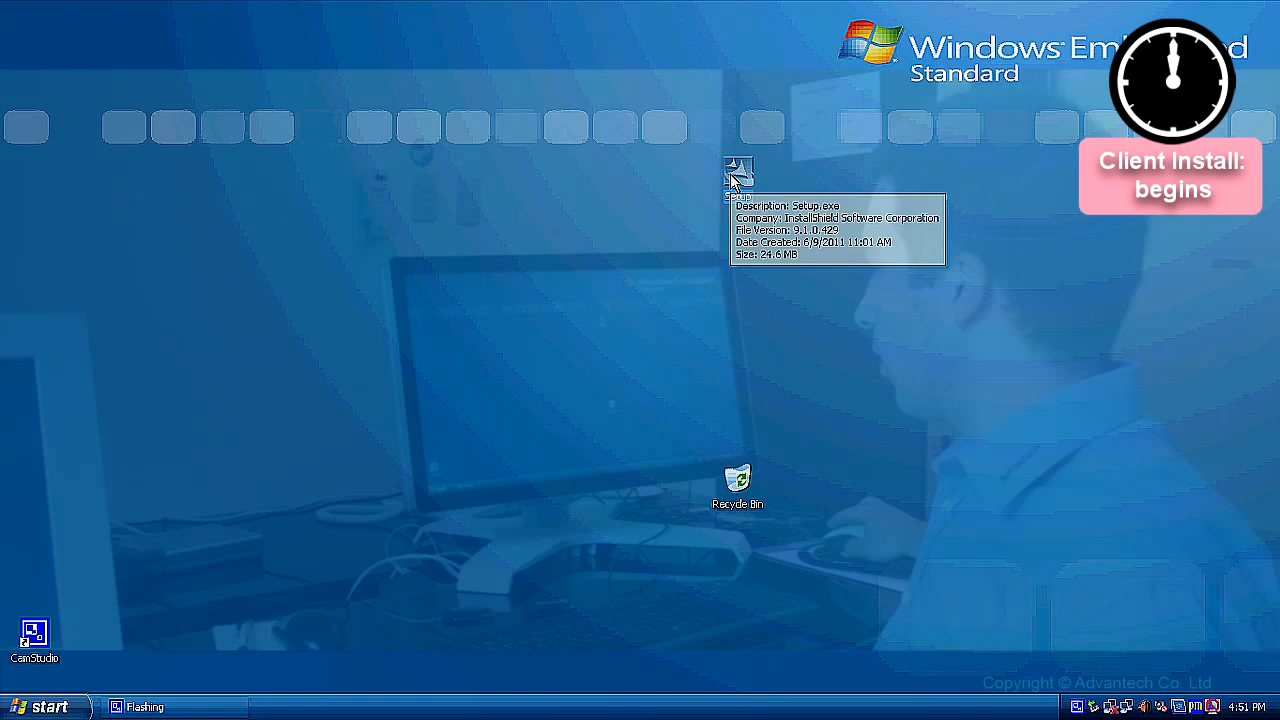 Windows Em d
Standard
Client Install:
begins
Setup
Description: Setup.exe
Company: InstallShield Software Corporation
File Version: 9.1.0.429
Date Created: 6/9/2011 11:01 AM
Size: 24.6 MB
Recycle Bin
CamStudio
Copyright © Advantech Co. Ltd
start
Flashing
pm
4:51 PM